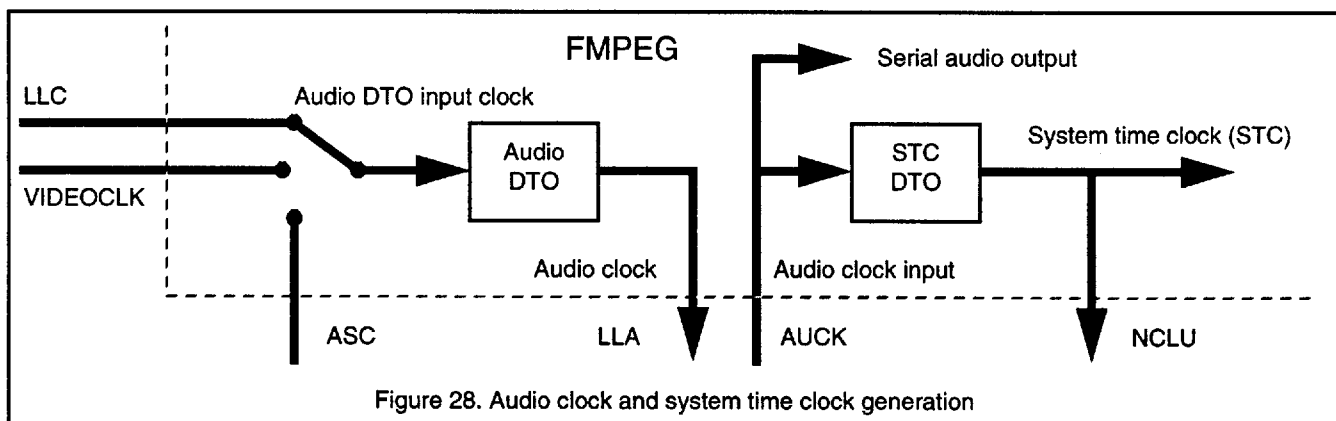 FMPEG
LLC
Audio DTO input clock
Serial audio output
Audio
DTO
STC
DTO
System time clock (STC)
VIDEOCLK
Audio clock
Audio clock input
ASC
LLA
AUCK
NCLU
Figure 28. Audio clock and system time clock generation